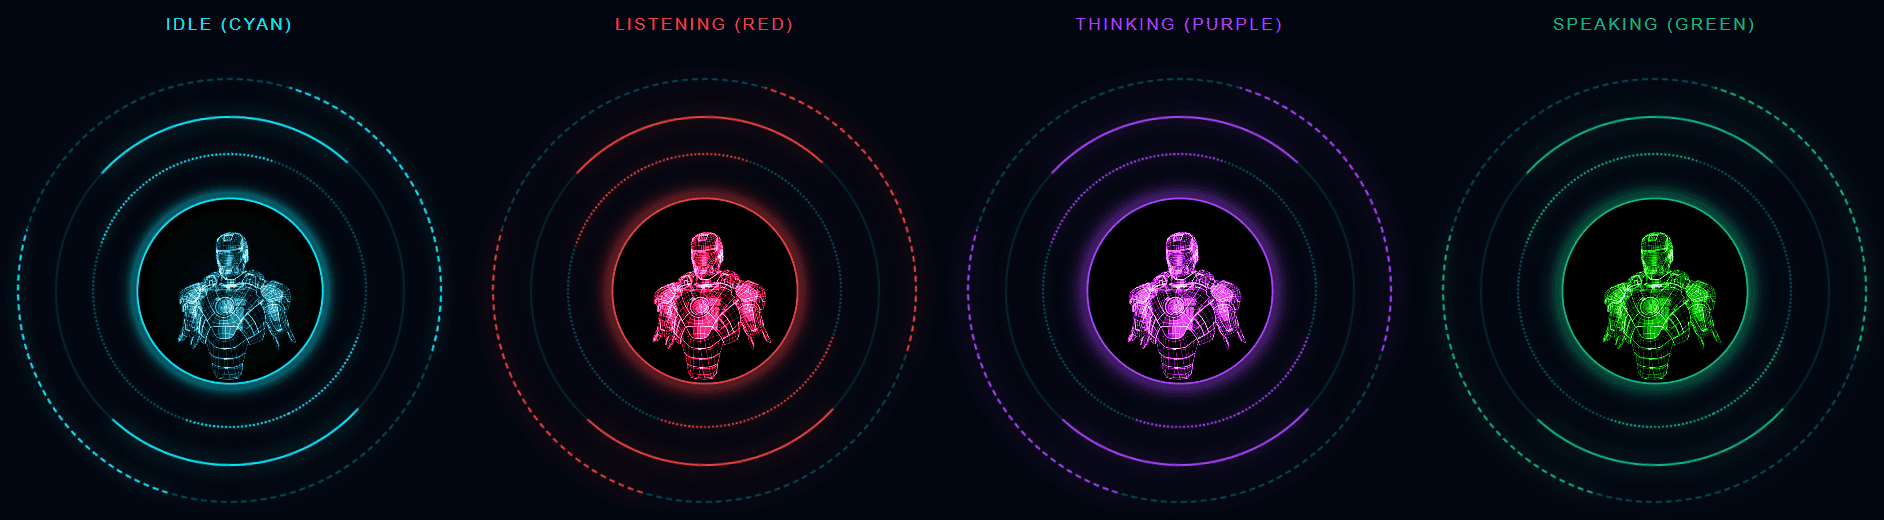 IDLE (CYAN)
LISTENING (RED)
THINKING (PURPLE)
SPEAKING (GREEN)